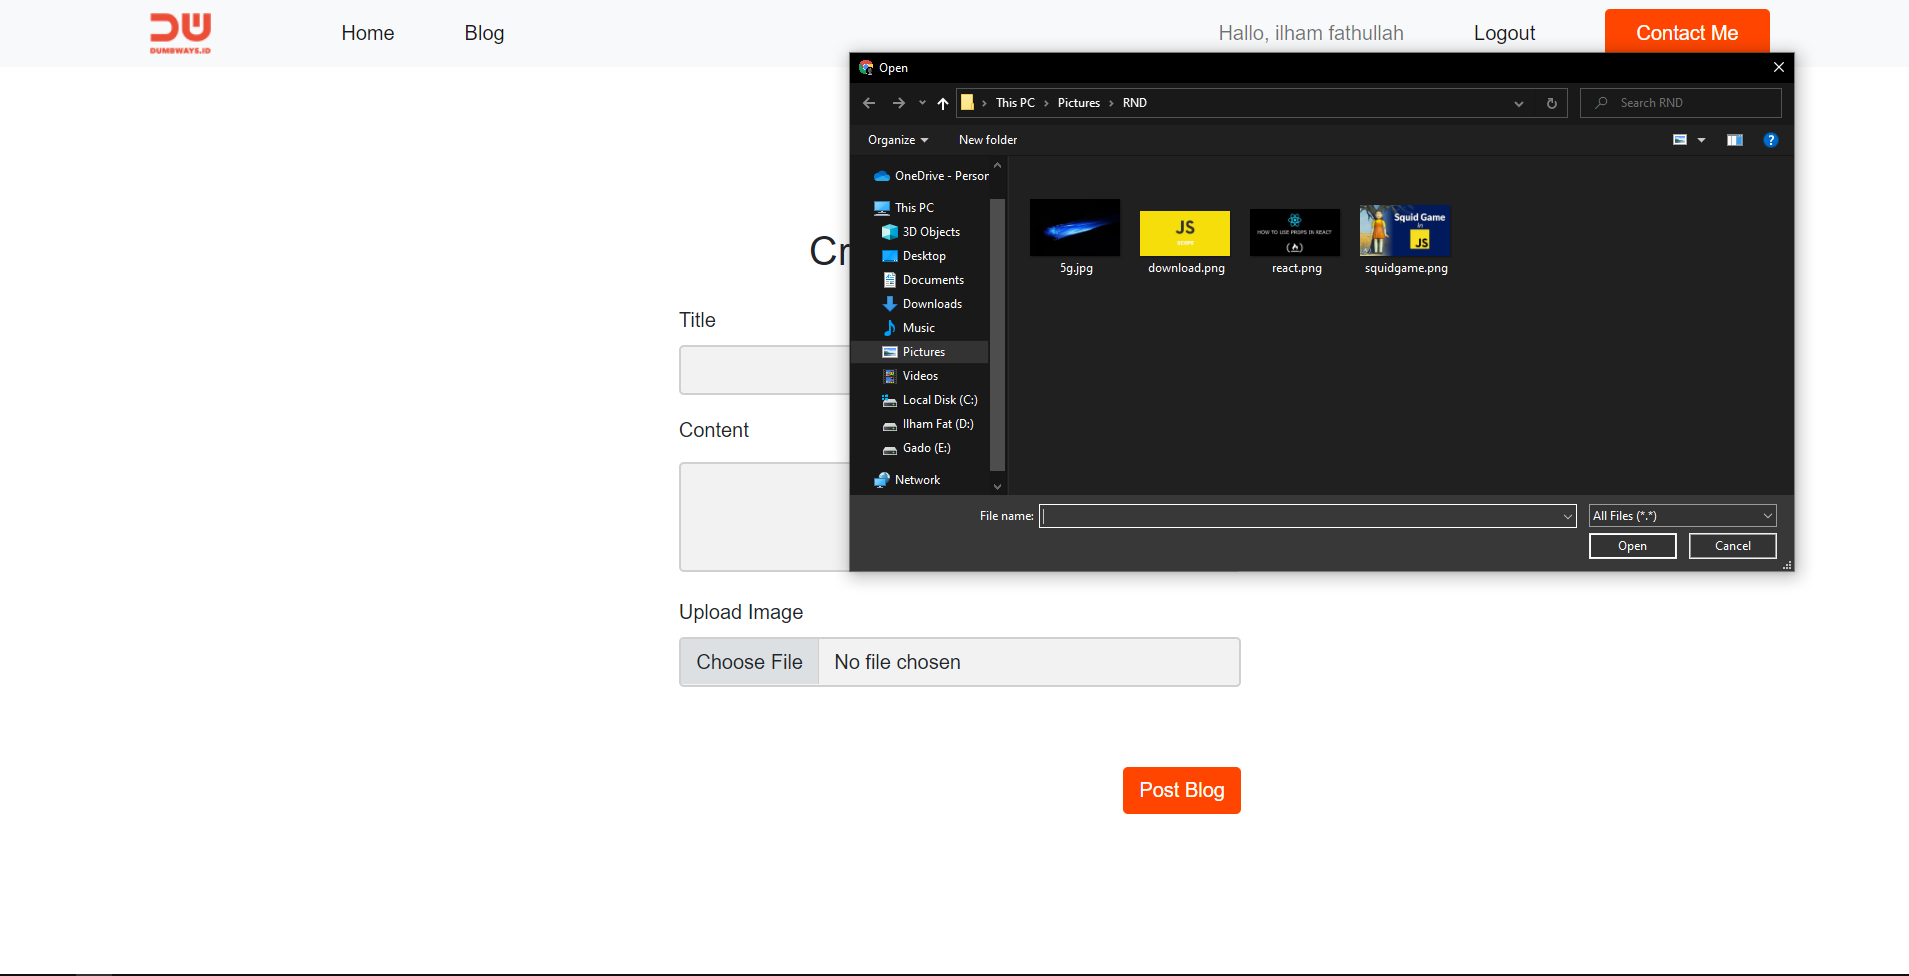 DUMBWAYS.ID
Home
Blog
Hallo, ilham fathullah
Logout
Contact Me
Open
This PC
Pictures
RND
Search RND
Organize
New folder
OneDrive - Person
This PC
3D Objects
Desktop
Documents
Downloads
Music
Pictures
Videos
Local Disk (C:)
Ilham Fat (D:)
Gado (E:)
Network
JS
HOW TO USE PROPS IN REACT
Squid Game
in
JS
5g.jpg
download.png
react.png
squidgame.png
File name:
All Files (*.*)
Open
Cancel
Cr
Title
Content
Upload Image
Choose File
No file chosen
Post Blog